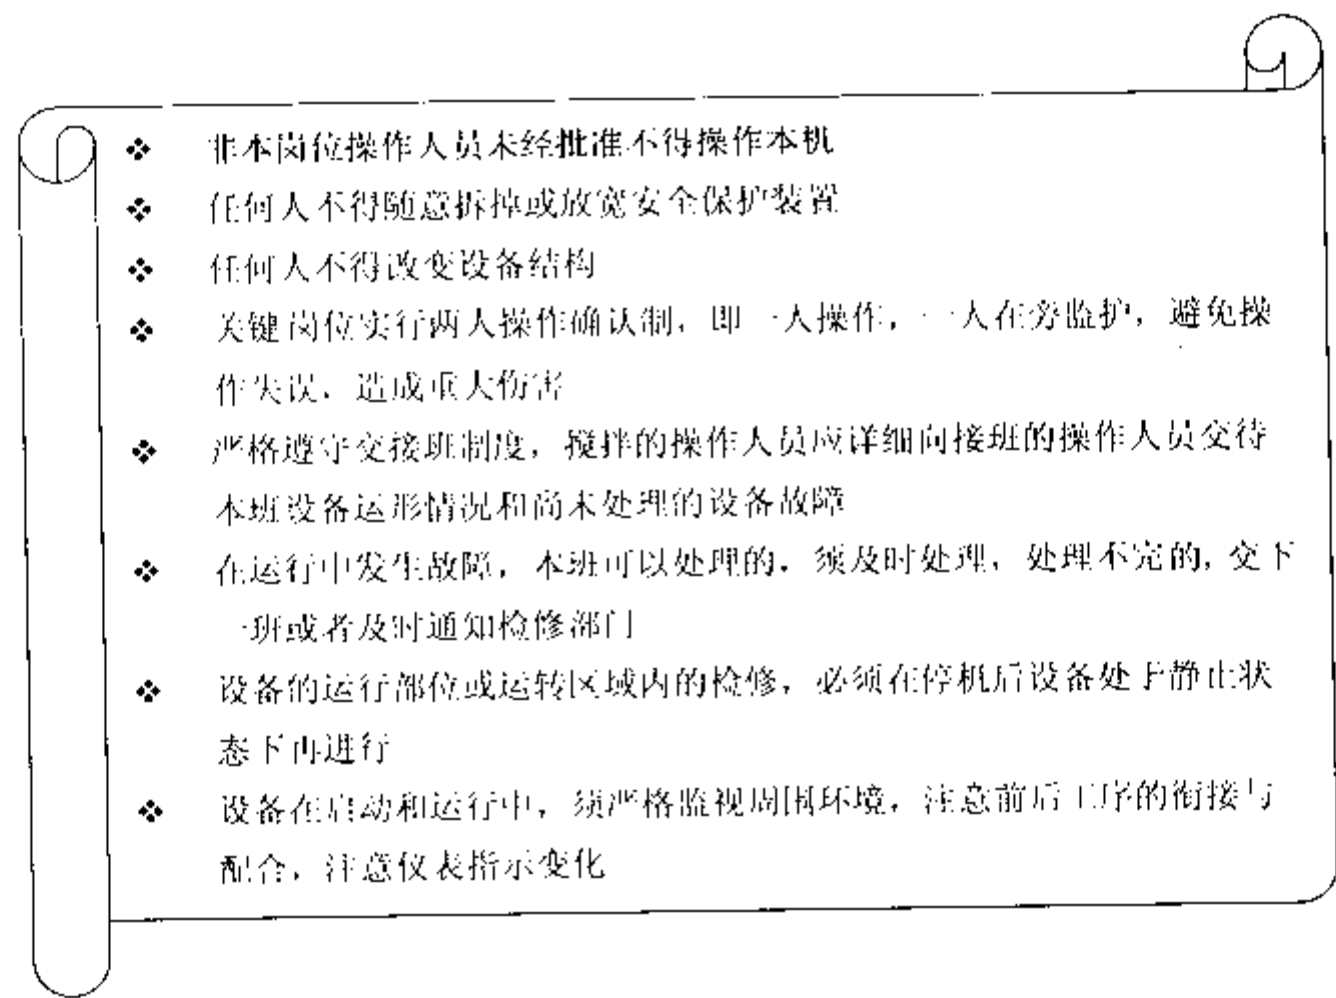 ❖ 非本岗位操作人员未经批准不得操作本机
❖ 任何人不得随意拆掉或放宽安全保护装置
❖ 任何人不得改变设备结构
❖ 关键岗位实行两人操作确认制，即一人操作，一人在旁监护，避免操
作失误，造成重大伤害
❖ 严格遵守交接班制度，搅拌的操作人员应详细向接班的操作人员交待
本班设备运形情况和尚未处理的设备故障
❖ 在运行中发生故障，本班可以处理的，须及时处理，处理不完的，交下
一班或者及时通知检修部门
❖ 设备的运行部位或运转区域内的检修，必须在停机后设备处于静止状
态下再进行
❖ 设备在启动和运行中，须严格监视周围环境，注意前后工序的衔接与
配合，注意仪表指示变化